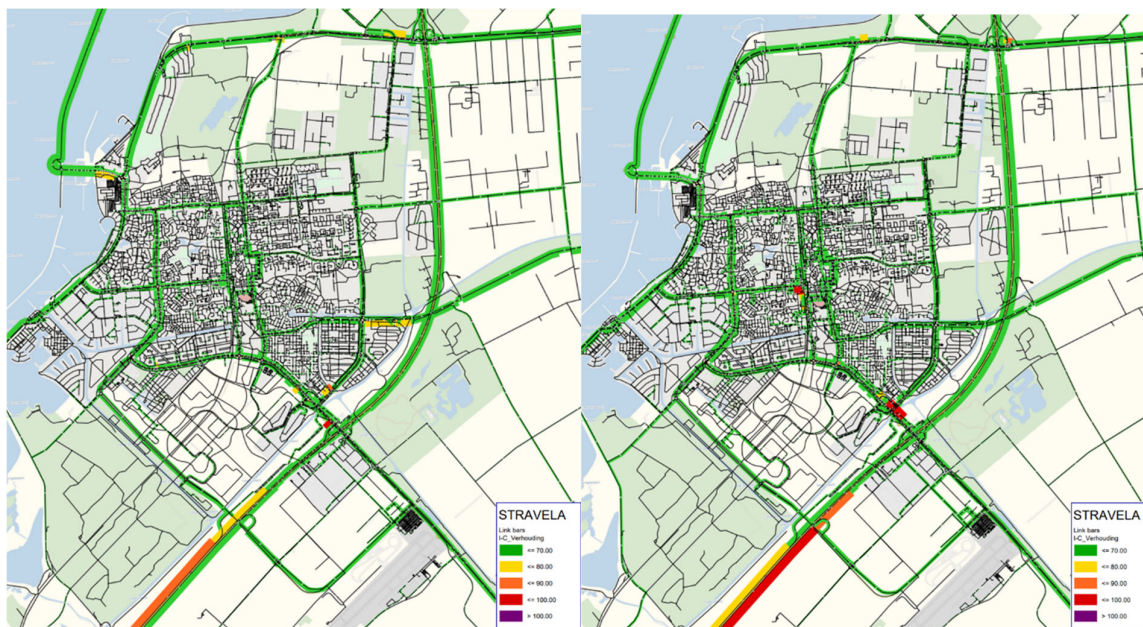 STRAVELA
Link bars
I-C_Verhouding
<= 70.00
<= 80.00
<= 90.00
<= 100.00
> 100.00
STRAVELA
Link bars
I-C_Verhouding
<= 70.00
<= 80.00
<= 90.00
<= 100.00
> 100.00